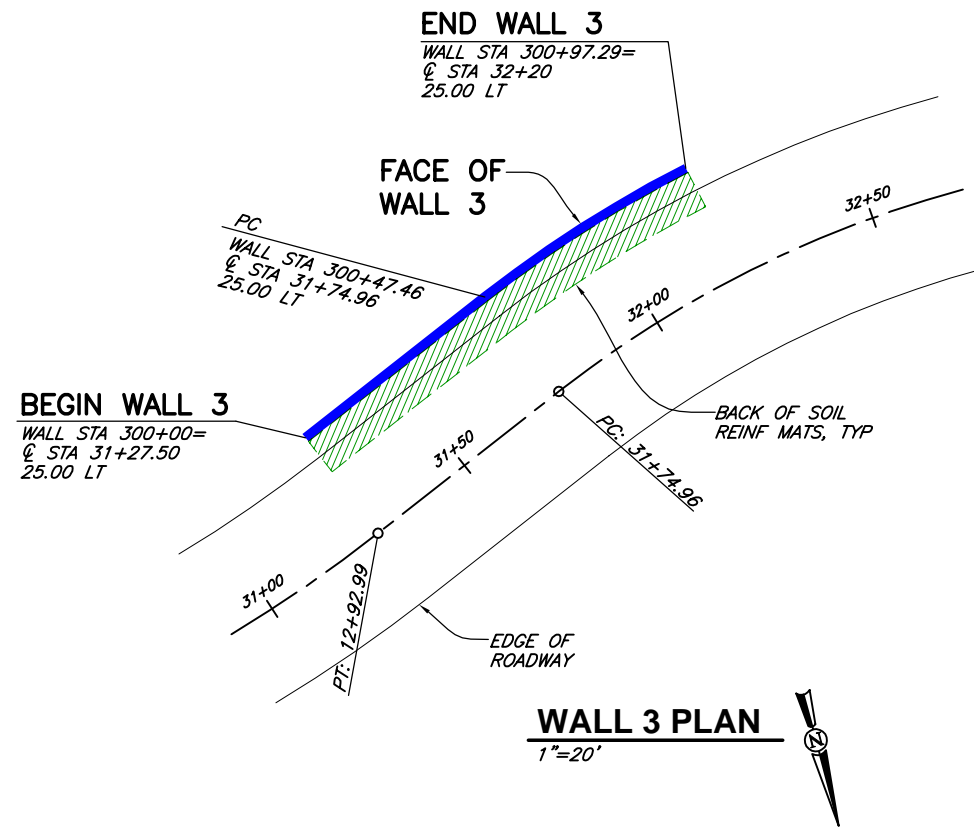 END WALL 3
WALL STA 300+97.29=
℄ STA 32+20
25.00 LT
FACE OF
WALL 3
PC
WALL STA 300+47.46
℄ STA 31+74.96
25.00 LT
32+50
32+00
BEGIN WALL 3
WALL STA 300+00=
℄ STA 31+27.50
25.00 LT
31+50
BACK OF SOIL
REINF MATS, TYP
PC: 31+74.96
31+00
PT: 12+92.99
EDGE OF
ROADWAY
WALL 3 PLAN
1"=20'
N